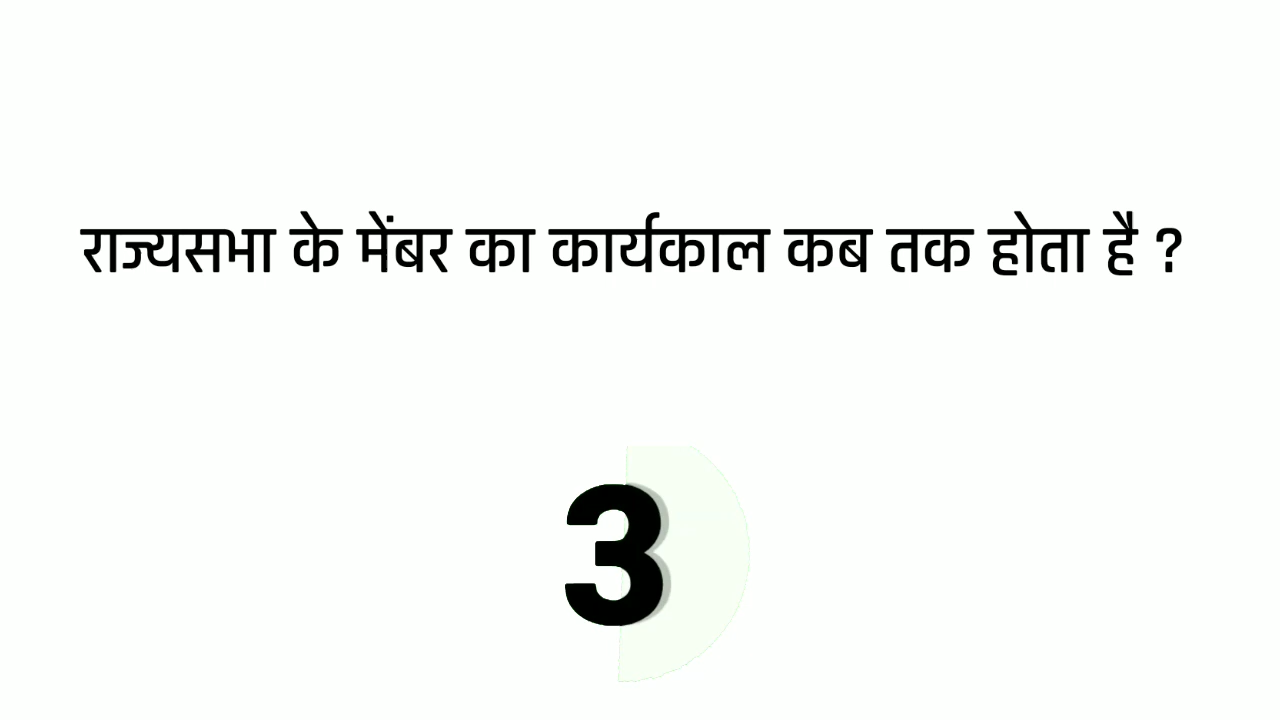 राज्यसभा के मेंबर का कार्यकाल कब तक होता है ?
3